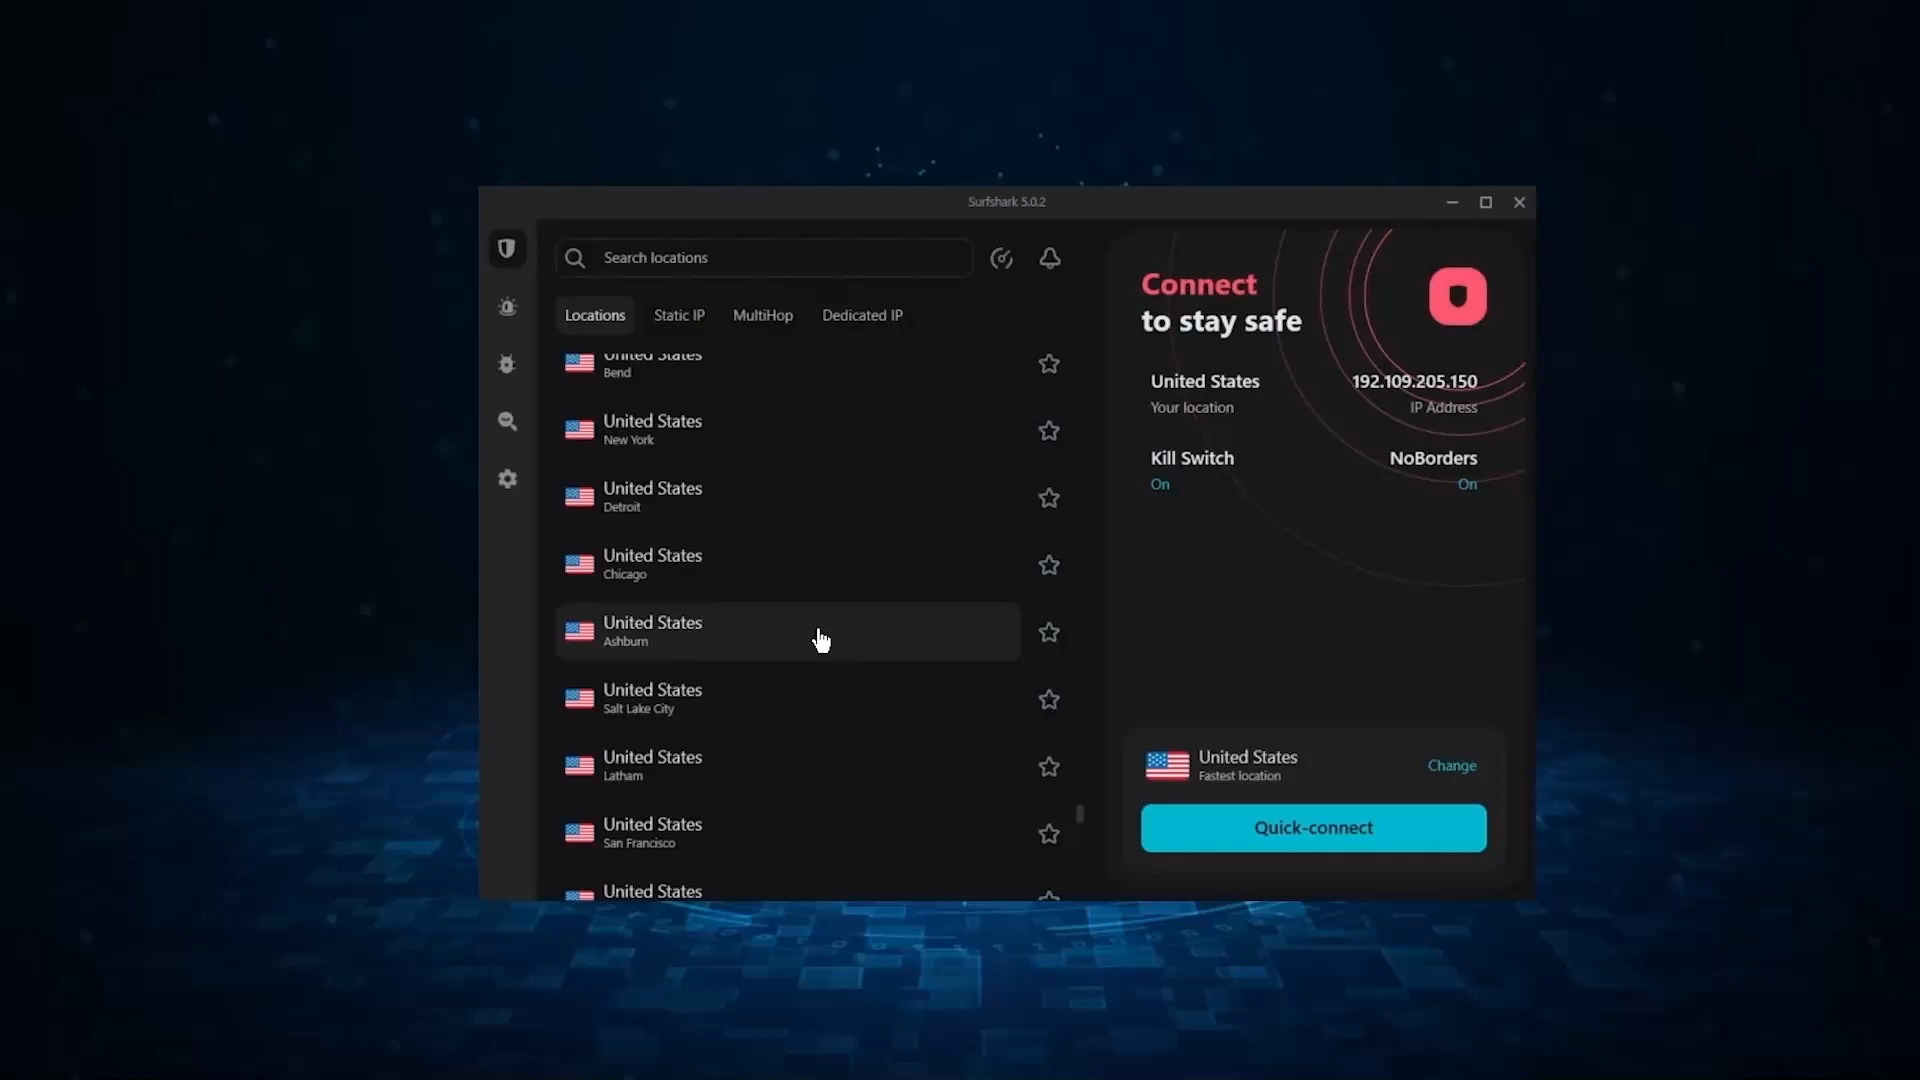 Surfshark 5.0.2
Search locations
Locations Static IP MultiHop Dedicated IP
United States
Bend
United States
New York
United States
Detroit
United States
Chicago
United States
Ashburn
United States
Salt Lake City
United States
Latham
United States
San Francisco
United States
Connect
to stay safe
United States 192.109.205.150
Your location IP Address
Kill Switch NoBorders
On On
United States
Fastest location
Change
Quick-connect